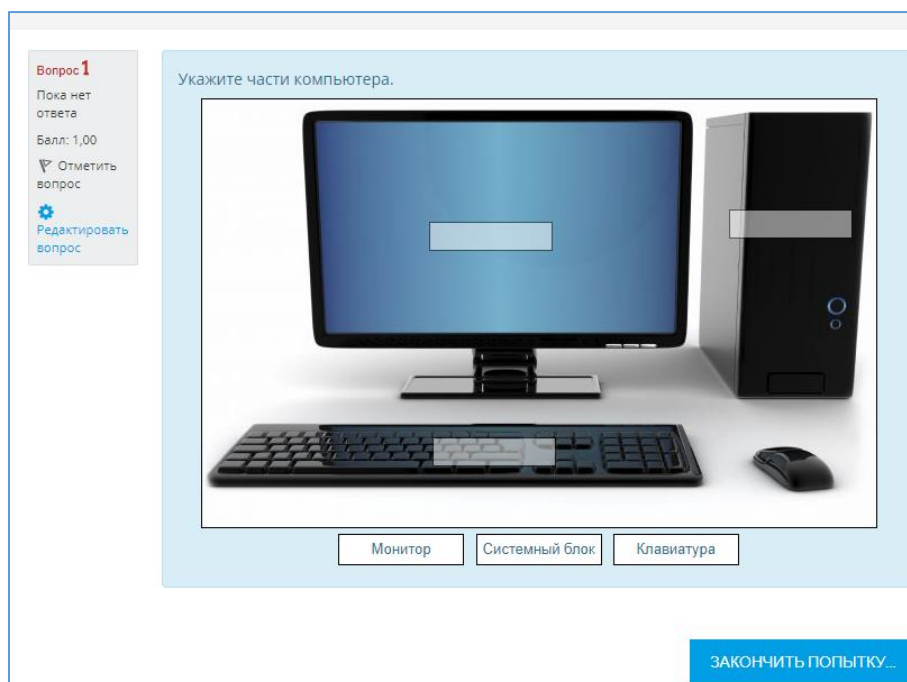 Вопрос 1
Пока нет
ответа
Балл: 1,00
Отметить
вопрос
Редактировать
вопрос
Укажите части компьютера.
Монитор
Системный блок
Клавиатура
ЗАКОНЧИТЬ ПОПЫТКУ...